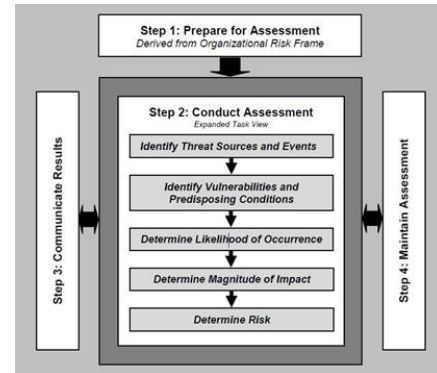 Step 1: Prepare for Assessment
Derived from Organizational Risk Frame
Step 2: Conduct Assessment
Expanded Task View
Identify Threat Sources and Events
Identify Vulnerabilities and
Predisposing Conditions
Determine Likelihood of Occurrence
Determine Magnitude of Impact
Determine Risk
Step 3: Communicate Results
Step 4: Maintain Assessment